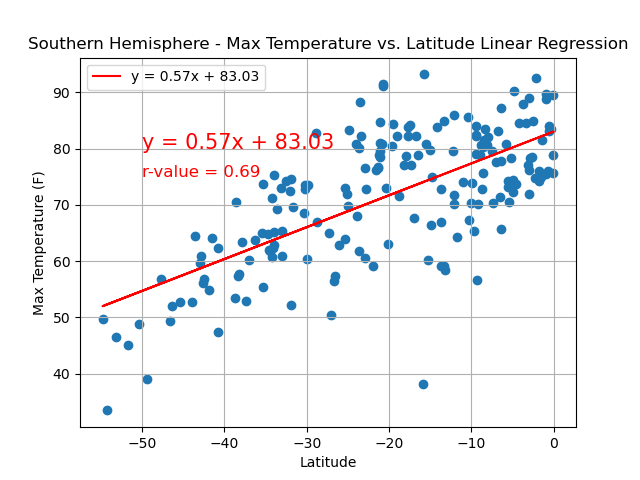 Southern Hemisphere - Max Temperature vs. Latitude Linear Regression
y = 0.57x + 83.03
y = 0.57x + 83.03
r-value = 0.69
Max Temperature (F)
90
80
70
60
50
40
−50
−40
−30
−20
−10
0
Latitude